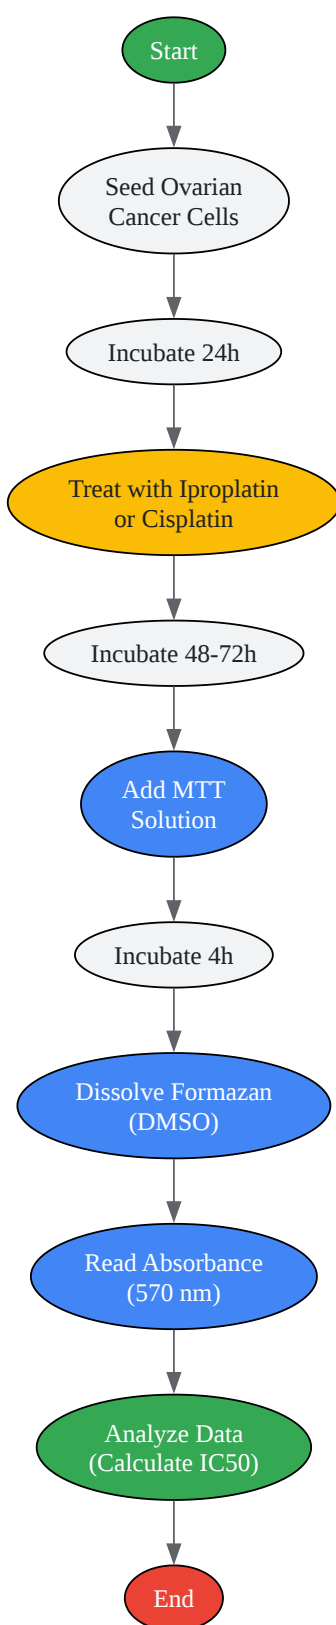 Start
Seed Ovarian
Cancer Cells
Incubate 24h
Treat with Iproplatin
or Cisplatin
Incubate 48-72h
Add MTT
Solution
Incubate 4h
Dissolve Formazan
(DMSO)
Read Absorbance
(570 nm)
Analyze Data
(Calculate IC50)
End